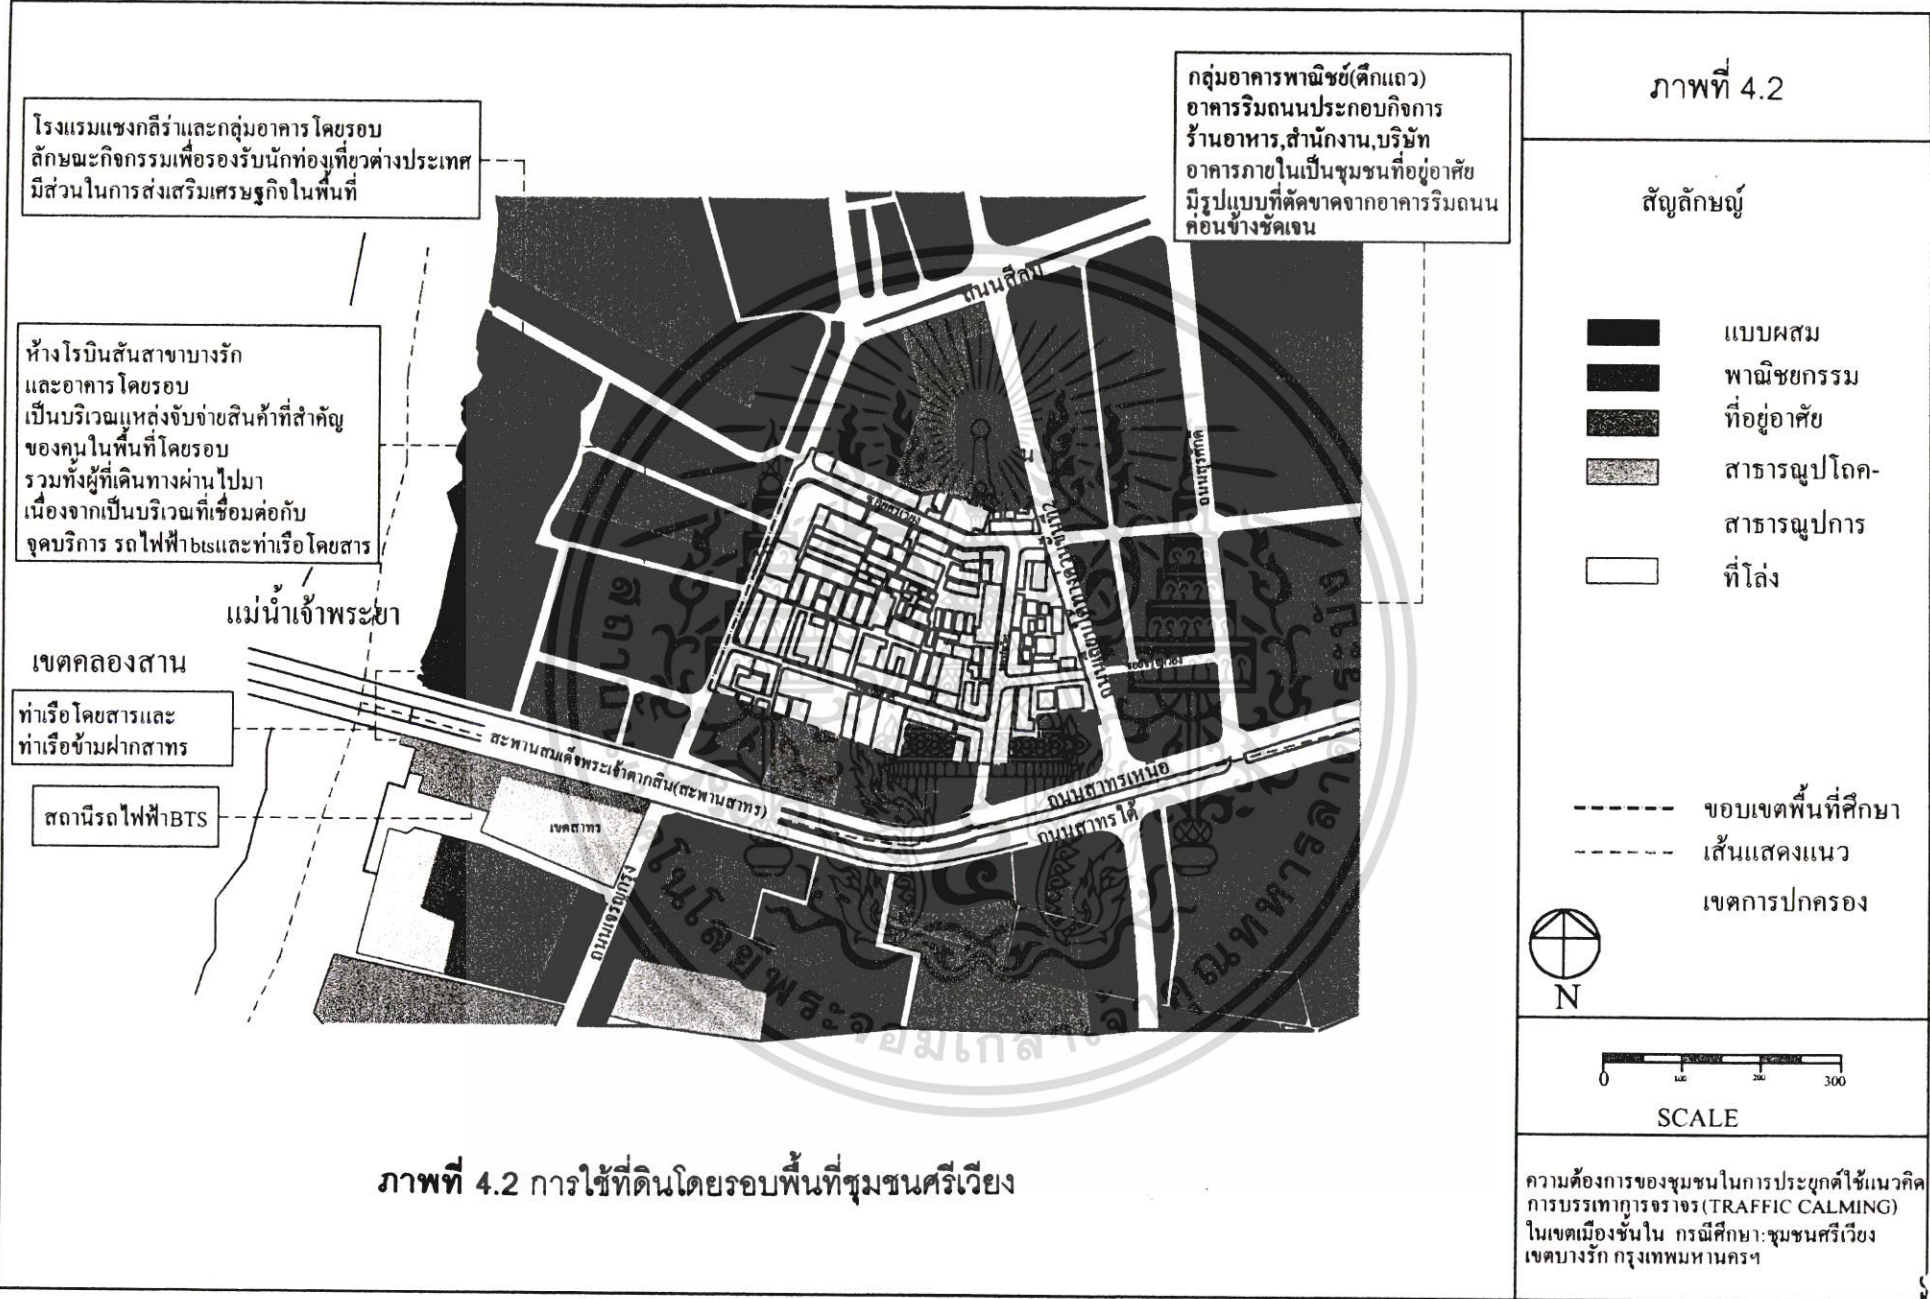 โรงแรมแชงกลีร่าและกลุ่มอาคารโดยรอบ
ลักษณะกิจกรรมเพื่อรองรับนักท่องเที่ยวต่างประเทศ
มีส่วนในการส่งเสริมเศรษฐกิจในพื้นที่
ห้างโรบินสันสาขาบางรัก
และอาคารโดยรอบ
เป็นบริเวณแหล่งจับจ่ายสินค้าที่สำคัญ
ของคนในพื้นที่โดยรอบ
รวมทั้งผู้ที่เดินทางผ่านไปมา
เนื่องจากเป็นบริเวณที่เชื่อมต่อกับ
จุดบริการ รถไฟฟ้าbtsและท่าเรือโดยสาร
แม่น้ำเจ้าพระยา
เขตคลองสาน
ท่าเรือโดยสารและ
ท่าเรือข้ามฝากสาทร
สถานีรถไฟฟ้าBTS
กลุ่มอาคารพาณิชย์(ตึกแถว)
อาคารริมถนนประกอบกิจการ
ร้านอาหาร,สำนักงาน,บริษัท
อาคารภายในเป็นชุมชนที่อยู่อาศัย
มีรูปแบบที่ตัดขาดจากอาคารริมถนน
ค่อนข้างชัดเจน
ถนนสีลม
ถนนสุรศักดิ์
สะพานสมเด็จพระเจ้าตากสิน(สะพานสาทร)
ถนนสาทรเหนือ
ถนนสาทรใต้
เขตสาทร
ถนนเจริญกรุง
ภาพที่ 4.2 การใช้ที่ดินโดยรอบพื้นที่ชุมชนศรีเวียง
ภาพที่ 4.2
สัญลักษญ์
แบบผสม
พาณิชยกรรม
ที่อยู่อาศัย
สาธารณูปโถค-
สาธารณูปการ
ที่โล่ง
ขอบเขตพื้นที่ศึกษา
เส้นแสดงแนว
เขตการปกครอง
N
0 100 200 300
SCALE
ความต้องการของชุมชนในการประยุกต์ใช้แนวคิด
การบรรเทาการจราจร(TRAFFIC CALMING)
ในเขตเมืองชั้นใน กรณีศึกษา:ชุมชนศรีเวียง
เขตบางรัก กรุงเทพมหานครฯ